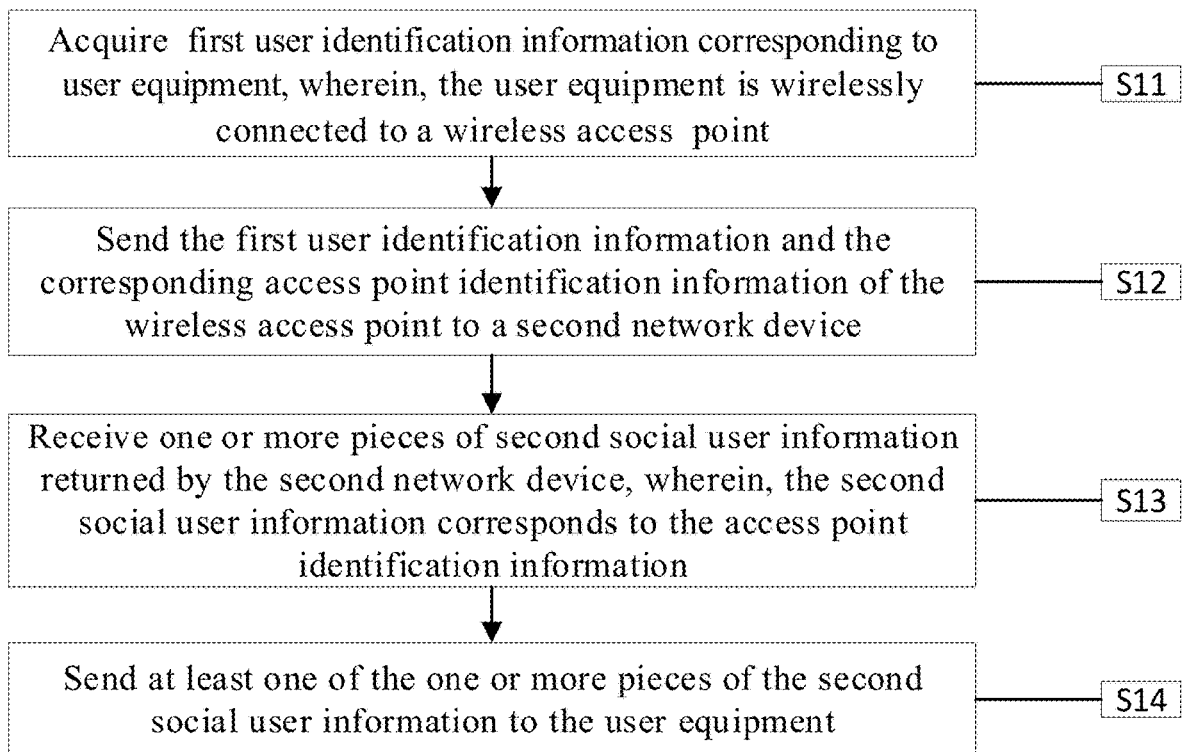 Acquire first user identification information corresponding to
user equipment, wherein, the user equipment is wirelessly
connected to a wireless access point
S11
Send the first user identification information and the
corresponding access point identification information of the
wireless access point to a second network device
S12
Receive one or more pieces of second social user information
returned by the second network device, wherein, the second
social user information corresponds to the access point
identification information
S13
Send at least one of the one or more pieces of the second
social user information to the user equipment
S14